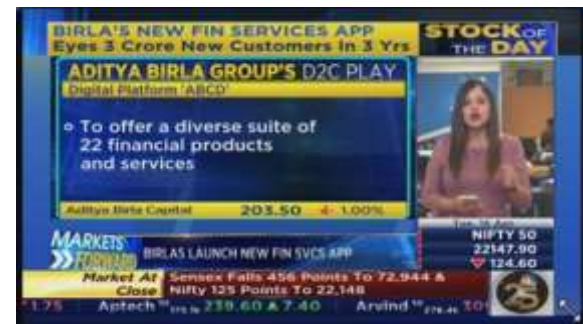 BIRLA'S NEW FIN SERVICES APP
Eyes 3 Crore New Customers In 3 Yrs
STOCK OF
THE DAY
ADITYA BIRLA GROUP'S D2C PLAY
Digital Platform 'ABCD'
To offer a diverse suite of
22 financial products
and services
Aditya Birla Capital 203.50 1.00%
NIFTY 50
22147.90
124.60
MARKETS
FORWARD
BIRLAS LAUNCH NEW FIN SVCS APP
Market At
Close
Sensex Falls 456 Points To 72,944 &
Nifty 125 Points To 22,148
1.75 Aptech 239.60 ▲ 7.40 Arvind